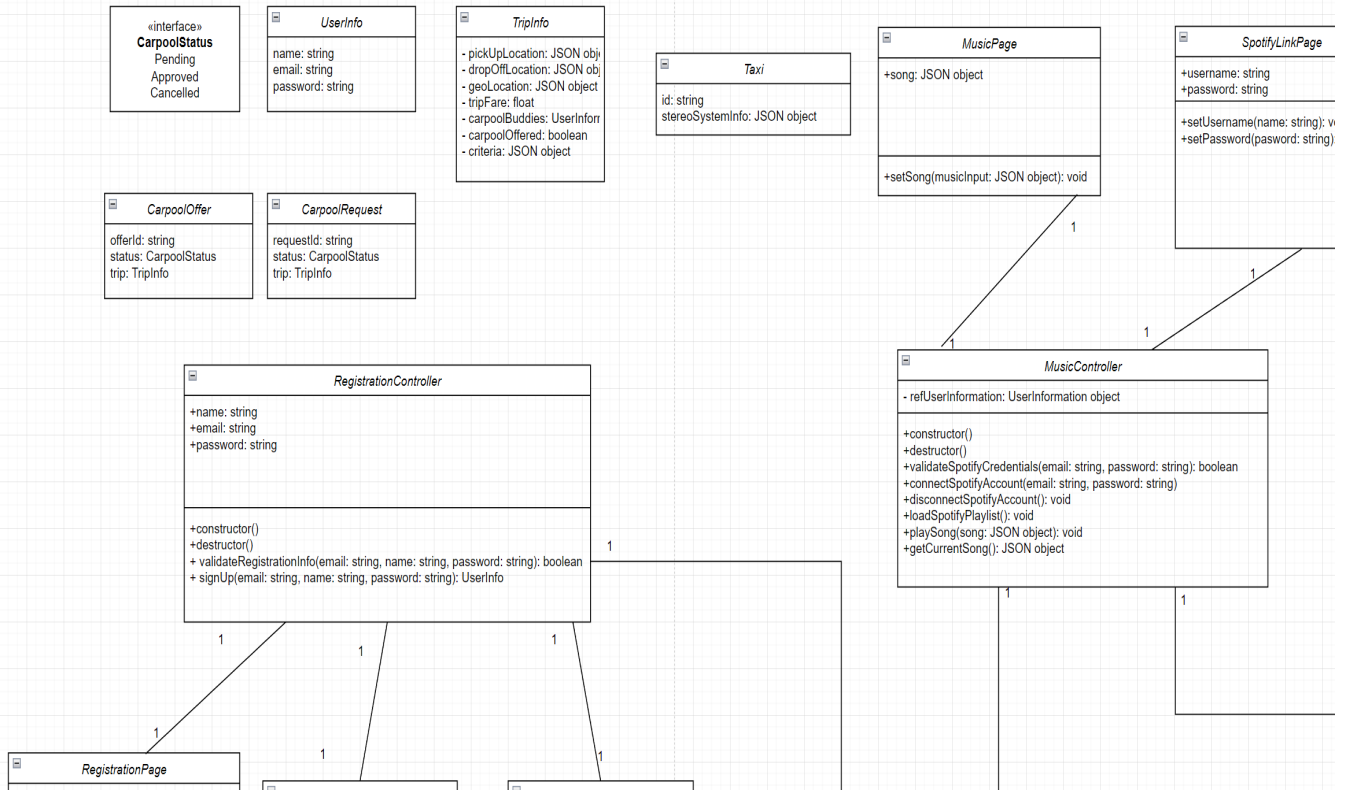 «interface»
CarpoolStatus
Pending
Approved
Cancelled
UserInfo
name: string
email: string
password: string
TripInfo
- pickUpLocation: JSON obje
- dropOffLocation: JSON obj
- geoLocation: JSON object
- tripFare: float
- carpoolBuddies: UserInforr
- carpoolOffered: boolean
- criteria: JSON object
Taxi
id: string
stereoSystemInfo: JSON object
MusicPage
+song: JSON object
+setSong(musicInput: JSON object): void
SpotifyLinkPage
+username: string
+password: string
+setUsername(name: string): v
+setPassword(pasword: string)
CarpoolOffer
offerId: string
status: CarpoolStatus
trip: TripInfo
CarpoolRequest
requestId: string
status: CarpoolStatus
trip: TripInfo
1
1
1
1
RegistrationController
+name: string
+email: string
+password: string
+constructor()
+destructor()
+ validateRegistrationInfo(email: string, name: string, password: string): boolean
+ signUp(email: string, name: string, password: string): UserInfo
MusicController
- refUserInformation: UserInformation object
+constructor()
+destructor()
+validateSpotifyCredentials(email: string, password: string): boolean
+connectSpotifyAccount(email: string, password: string)
+disconnectSpotifyAccount(): void
+loadSpotifyPlaylist(): void
+playSong(song: JSON object): void
+getCurrentSong(): JSON object
1
1
1
1
1
1
1
1
1
RegistrationPage